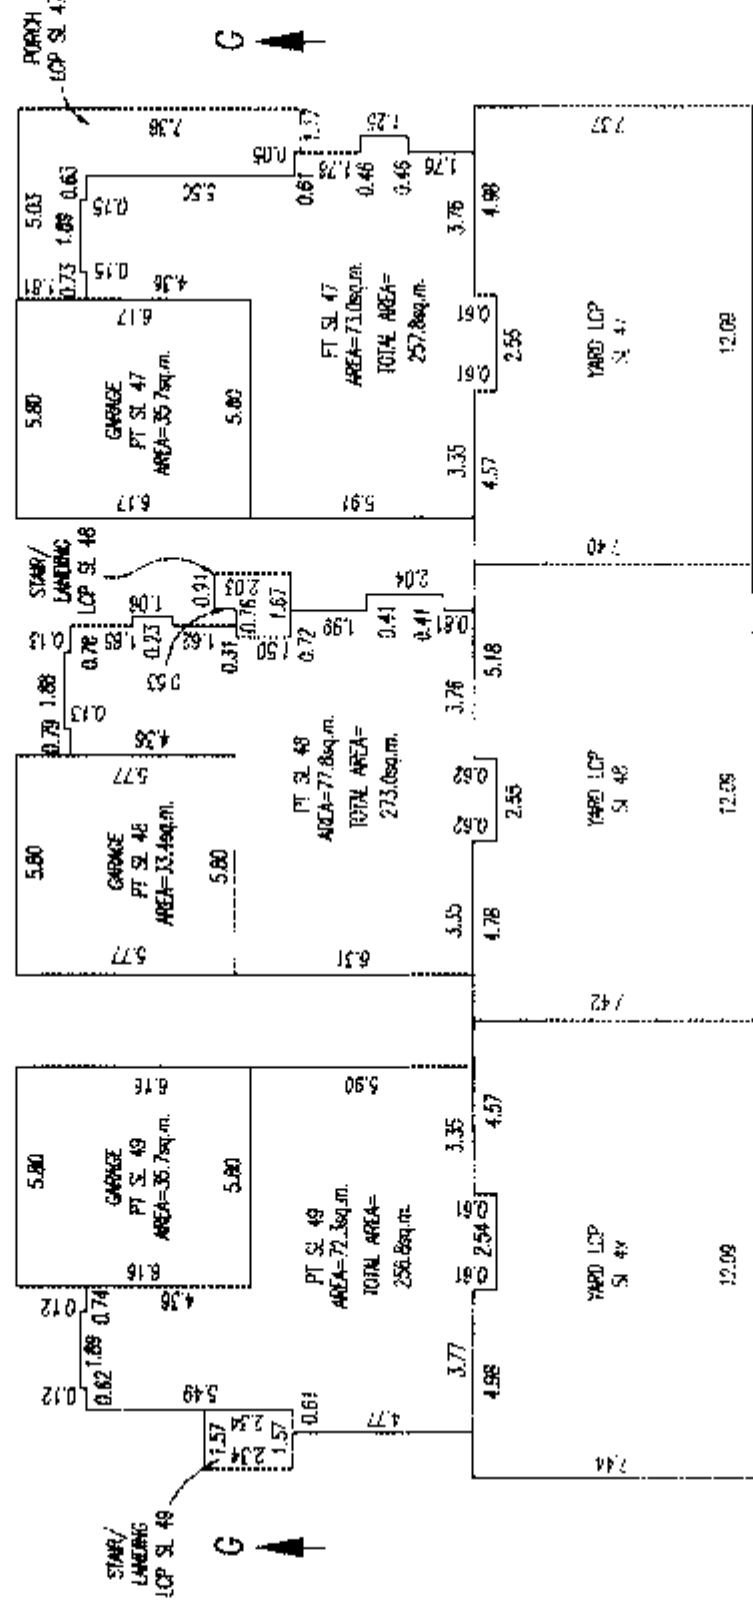 PORCH
LCP SL 47
G
7.36
1.17
1.25
7.37
0.05
5.03
0.63
1.89
0.15
5.50
0.61
0.46
0.45
1.76
1.81
0.73
0.15
4.36
3.76
4.98
6.17
5.80
GARAGE
PT SL 47
AREA=35.7sq.m.
5.80
PT SL 47
AREA=73.0sq.m.
TOTAL AREA=
257.8sq.m.
0.61
0.61
2.55
YARD LCP
SL 47
12.09
6.17
5.91
3.35
4.57
STAIR/
LANDING
LCP SL 48
7.40
0.91
2.03
0.76
1.67
2.04
0.13
0.78
0.23
0.31
1.50
0.72
1.99
0.41
0.41
0.81
0.53
1.88
0.79
0.13
4.36
3.76
5.18
5.77
5.80
GARAGE
PT SL 48
AREA=33.4sq.m.
5.80
PT SL 48
AREA=77.8sq.m.
TOTAL AREA=
273.0sq.m.
0.62
0.62
2.55
YARD LCP
SL 48
12.09
5.77
6.31
3.35
4.78
7.42
6.16
5.90
3.35
4.57
5.80
GARAGE
PT SL 49
AREA=35.7sq.m.
5.80
PT SL 49
AREA=72.3sq.m.
TOTAL AREA=
256.8sq.m.
0.61
0.61
2.54
YARD LCP
SL 49
12.09
6.16
0.12
0.74
4.36
1.89
0.12
0.62
5.49
3.77
4.98
1.57
2.34
2.34
1.57
0.61
4.77
7.44
STAIR/
LANDING
LCP SL 49
G